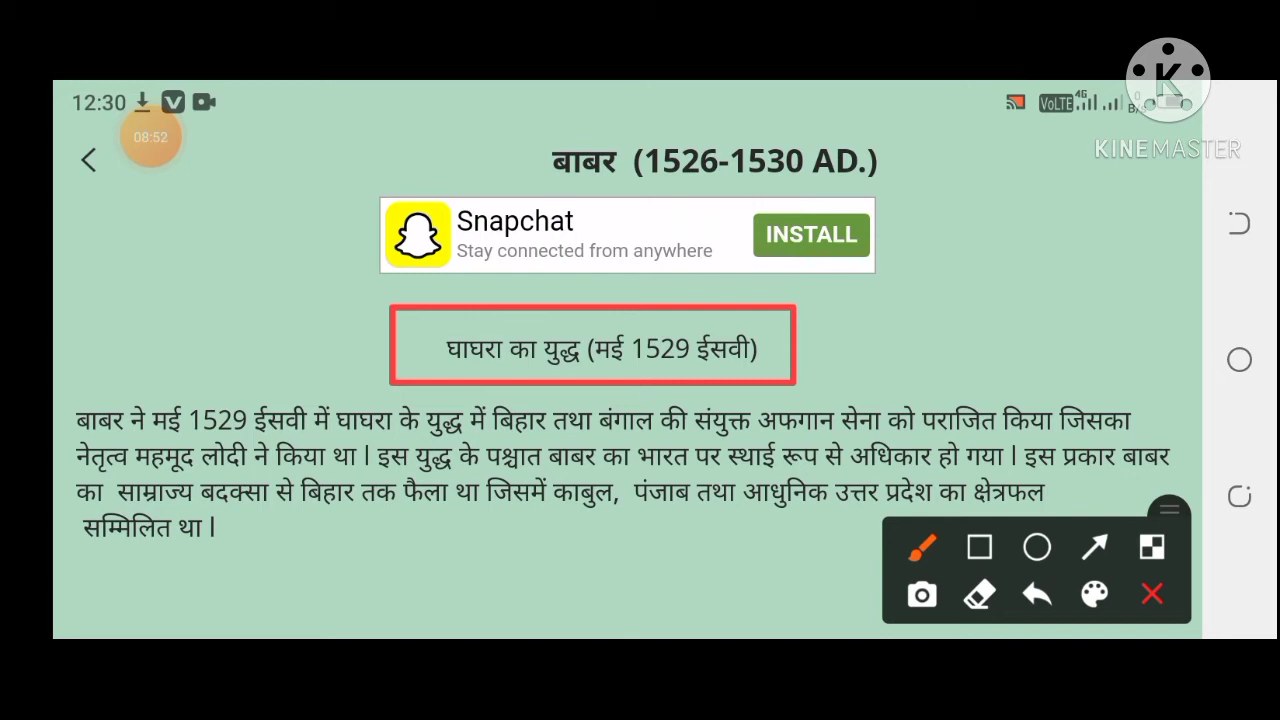 12:30
VoLTE 4G
08:52
KINEMASTER
बाबर (1526-1530 AD.)
Snapchat
Stay connected from anywhere
INSTALL
घाघरा का युद्ध (मई 1529 ईसवी)
बाबर ने मई 1529 ईसवी में घाघरा के युद्ध में बिहार तथा बंगाल की संयुक्त अफगान सेना को पराजित किया जिसका
नेतृत्व महमूद लोदी ने किया था l इस युद्ध के पश्चात बाबर का भारत पर स्थाई रूप से अधिकार हो गया l इस प्रकार बाबर
का साम्राज्य बदक्सा से बिहार तक फैला था जिसमें काबुल, पंजाब तथा आधुनिक उत्तर प्रदेश का क्षेत्रफल
सम्मिलित था l